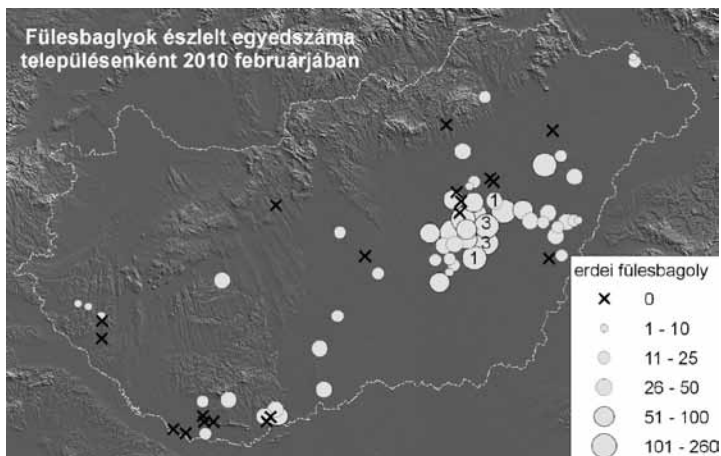 Fülesbaglyok észlelt egyedszáma
településenként 2010 februárjában
1
3
3
1
erdei fülesbagoly
0
1 - 10
11 - 25
26 - 50
51 - 100
101 - 260